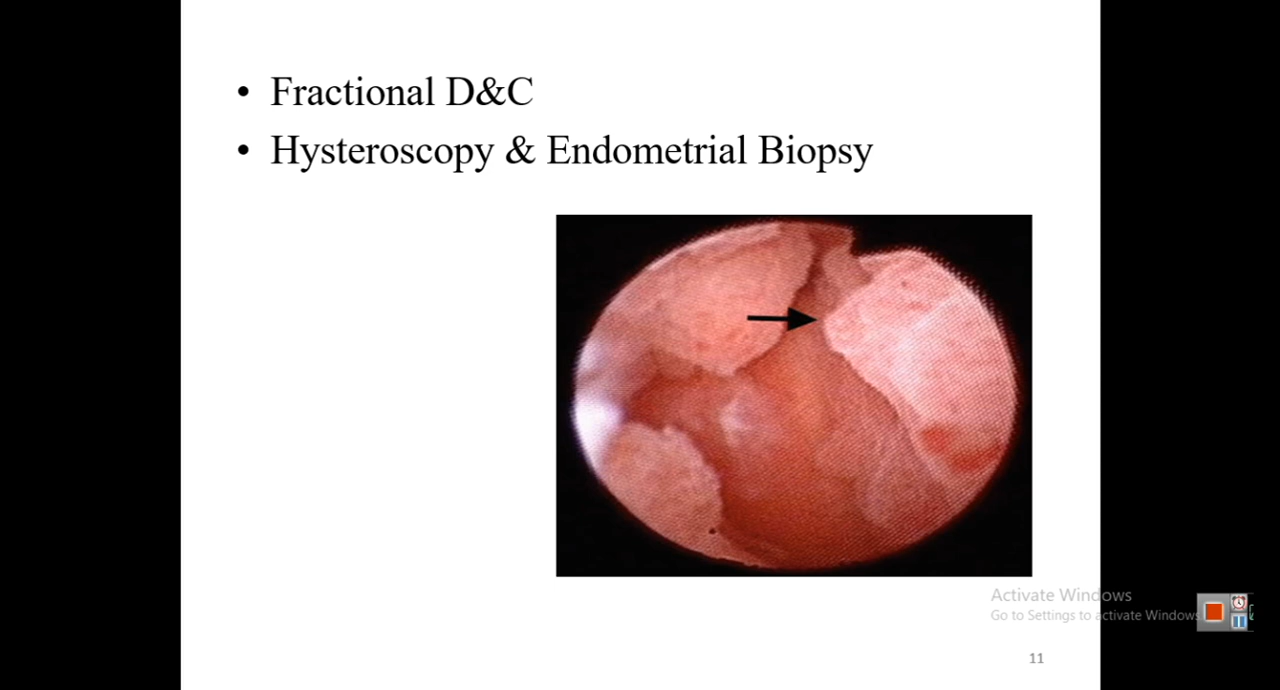 • Fractional D&C
• Hysteroscopy & Endometrial Biopsy
Activate Windows
Go to Settings to activate Windows
11